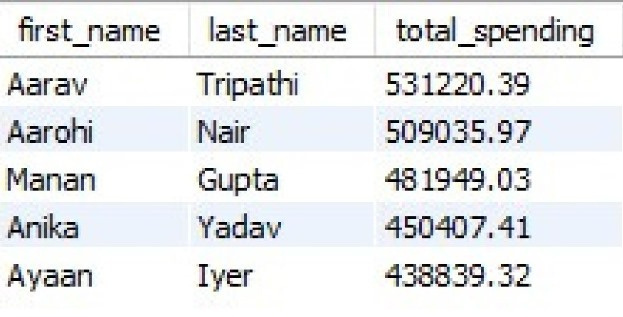 first_name last_name total_spending
Aarav Tripathi 531220.39
Aarohi Nair 509035.97
Manan Gupta 481949.03
Anika Yadav 450407.41
Ayaan Iyer 438839.32